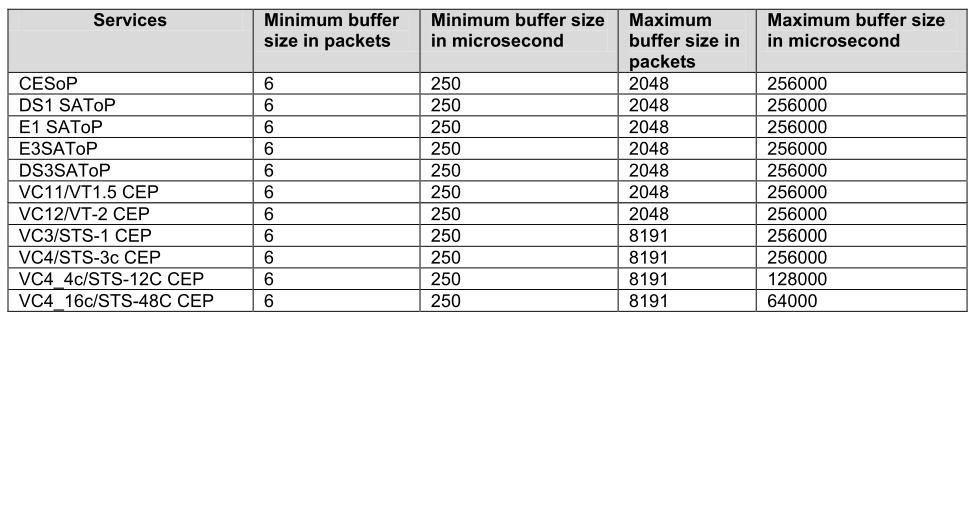 Services Minimum buffer size in packets Minimum buffer size in microsecond Maximum buffer size in packets Maximum buffer size in microsecond
CESoP 6 250 2048 256000
DS1 SAToP 6 250 2048 256000
E1 SAToP 6 250 2048 256000
E3SAToP 6 250 2048 256000
DS3SAToP 6 250 2048 256000
VC11/VT1.5 CEP 6 250 2048 256000
VC12/VT-2 CEP 6 250 2048 256000
VC3/STS-1 CEP 6 250 8191 256000
VC4/STS-3c CEP 6 250 8191 256000
VC4_4c/STS-12C CEP 6 250 8191 128000
VC4_16c/STS-48C CEP 6 250 8191 64000